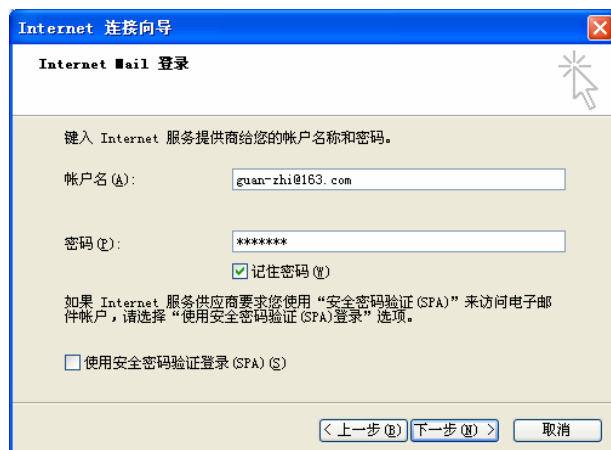 Internet 连接向导
Internet Mail 登录
键入 Internet 服务提供商给您的帐户名称和密码。
帐户名(A): guan-zhi@163.com
密码(P): *******
记住密码(W)
如果 Internet 服务供应商要求您使用“安全密码验证(SPA)”来访问电子邮
件帐户，请选择“使用安全密码验证(SPA)登录”选项。
使用安全密码验证登录(SPA)(S)
< 上一步(B) 下一步(N) > 取消